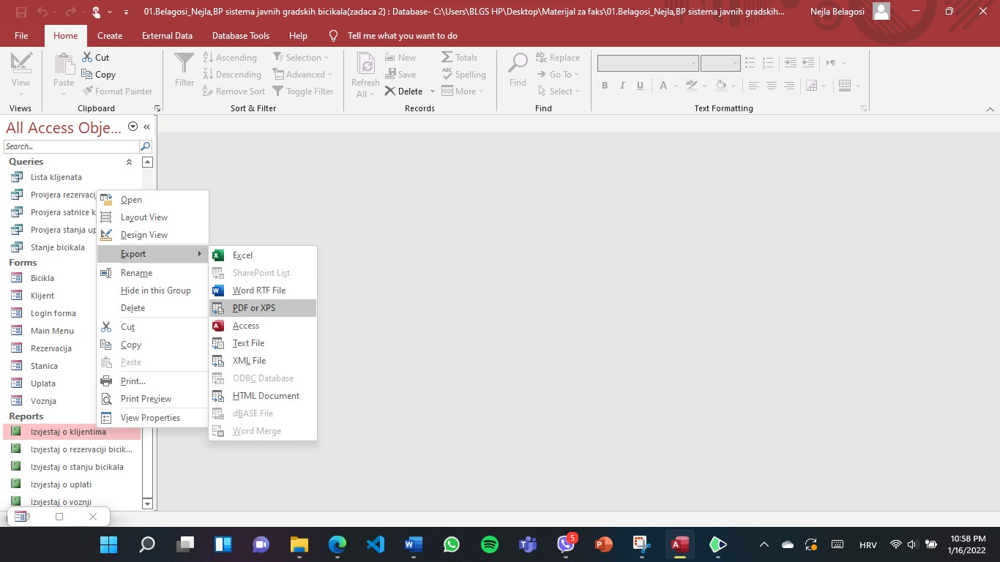 01.Belagosi_Nejla,BP sistema javnih gradskih bicikala(zadaca 2) : Database- C:\Users\BLGS HP\Desktop\Materijal za faks\01.Belagosi_Nejla,BP sistema javnih gradskih...
Nejla Belagosi
File Home Create External Data Database Tools Help Tell me what you want to do
View
Views
Paste
Cut
Copy
Format Painter
Clipboard
Filter
Ascending
Descending
Remove Sort
Selection
Advanced
Toggle Filter
Sort & Filter
Refresh
All
New
Save
Delete
Totals
Spelling
More
Records
Find
Replace
Go To
Select
Find
B I U A
Text Formatting
All Access Obje...
Search...
Queries
Lista klijenata
Provjera rezervacij
Provjera satnice k
Provjera stanja up
Stanje bicikala
Forms
Bicikla
Klijent
LogIn forma
Main Menu
Rezervacija
Stanica
Uplata
Voznja
Reports
Izvjestaj o klijentima
Izvjestaj o rezervaciji bicik...
Izvjestaj o stanju bicikala
Izvjestaj o uplati
Izvjestaj o voznji
Open
Layout View
Design View
Export
Rename
Hide in this Group
Delete
Cut
Copy
Paste
Print...
Print Preview
View Properties
Excel
SharePoint List
Word RTF File
PDF or XPS
Access
Text File
XML File
ODBC Database
HTML Document
dBASE File
Word Merge
5
HRV
10:58 PM
1/16/2022